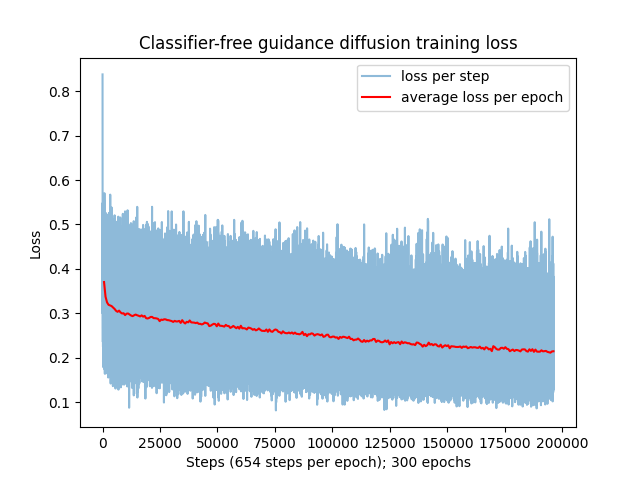 Classifier-free guidance diffusion training loss
loss per step
average loss per epoch
0.8
0.7
0.6
0.5
0.4
0.3
0.2
0.1
Loss
0 25000 50000 75000 100000 125000 150000 175000 200000
Steps (654 steps per epoch); 300 epochs